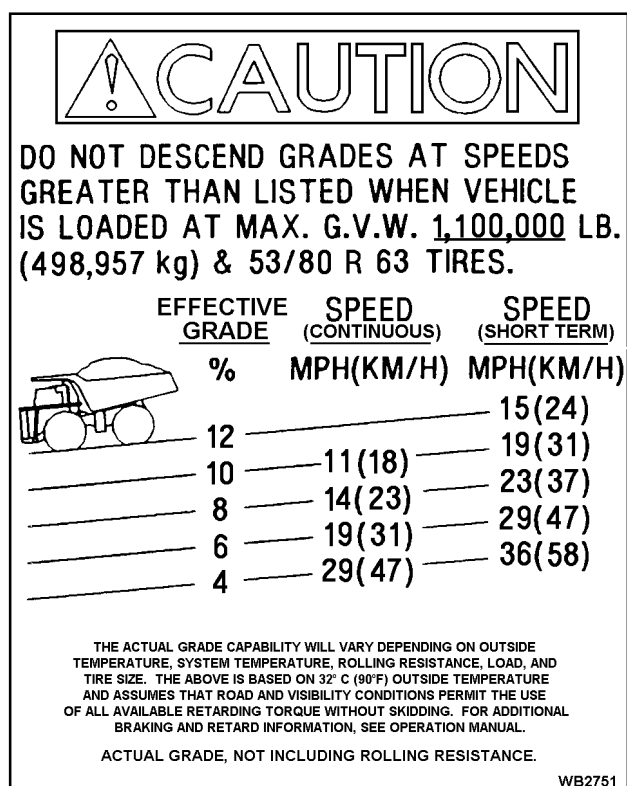 CAUTION
DO NOT DESCEND GRADES AT SPEEDS
GREATER THAN LISTED WHEN VEHICLE
IS LOADED AT MAX. G.V.W. 1,100,000 LB.
(498,957 kg) & 53/80 R 63 TIRES.
EFFECTIVE GRADE SPEED (CONTINUOUS) SPEED (SHORT TERM)
% MPH(KM/H) MPH(KM/H)
12 15(24)
10 11(18) 19(31)
8 14(23) 23(37)
6 19(31) 29(47)
4 29(47) 36(58)
THE ACTUAL GRADE CAPABILITY WILL VARY DEPENDING ON OUTSIDE
TEMPERATURE, SYSTEM TEMPERATURE, ROLLING RESISTANCE, LOAD, AND
TIRE SIZE. THE ABOVE IS BASED ON 32° C (90°F) OUTSIDE TEMPERATURE
AND ASSUMES THAT ROAD AND VISIBILITY CONDITIONS PERMIT THE USE
OF ALL AVAILABLE RETARDING TORQUE WITHOUT SKIDDING. FOR ADDITIONAL
BRAKING AND RETARD INFORMATION, SEE OPERATION MANUAL.
ACTUAL GRADE, NOT INCLUDING ROLLING RESISTANCE.
WB2751